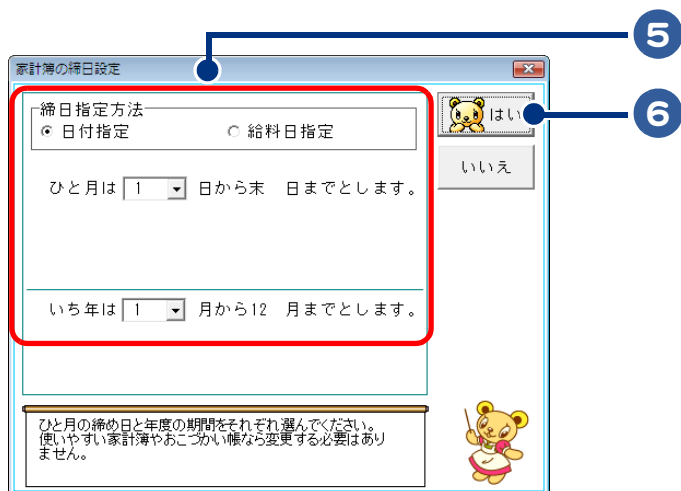 5
家計簿の締日設定
締日指定方法
日付指定 給料日指定
はい
6
いいえ
ひと月は 1 日から末 日までとします。
いち年は 1 月から12 月までとします。
ひと月の締め日と年度の期間をそれぞれ選んでください。
使いやすい家計簿やおこづかい帳なら変更する必要はあり
ません。